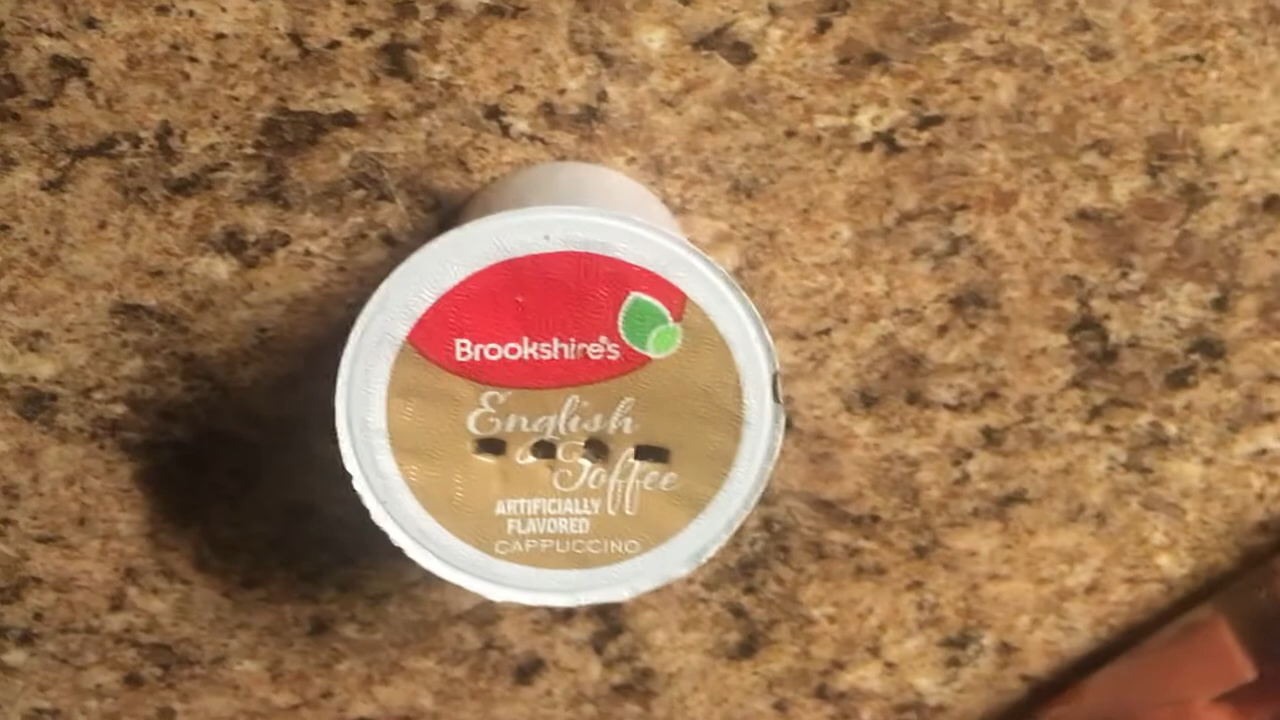 Brookshire's
English
Toffee
ARTIFICIALLY
FLAVORED
CAPPUCCINO